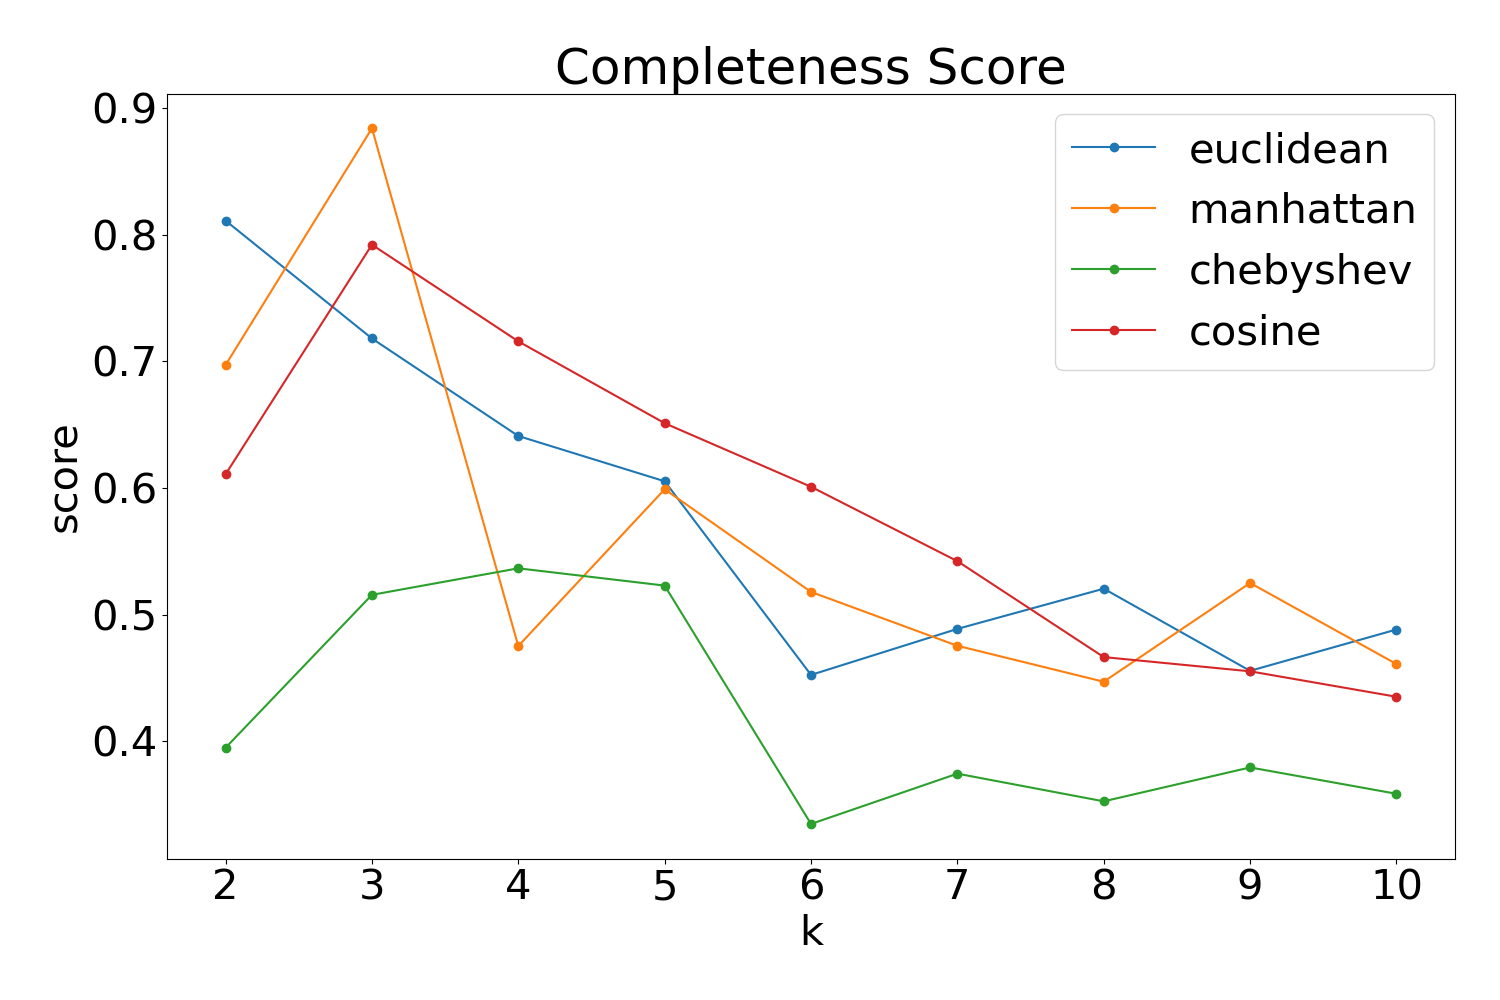 Completeness Score
0.9
0.8
0.7
0.6
0.5
0.4
score
euclidean
manhattan
chebyshev
cosine
2 3 4 5 6 7 8 9 10
k